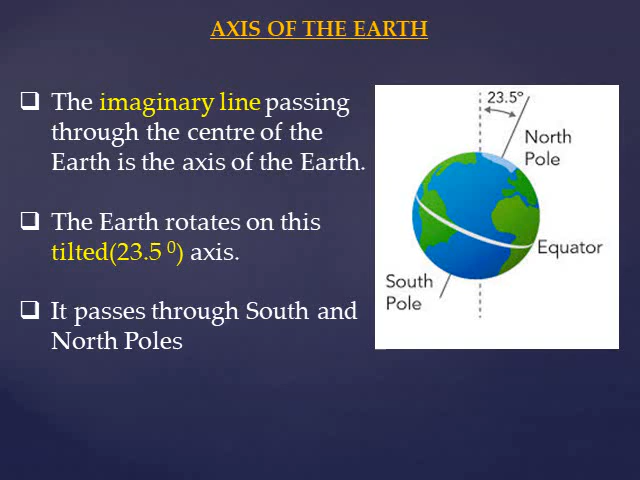 AXIS OF THE EARTH
❑ The imaginary line passing
through the centre of the
Earth is the axis of the Earth.
❑ The Earth rotates on this
tilted(23.5 ⁰) axis.
❑ It passes through South and
North Poles
23.5°
North
Pole
Equator
South
Pole